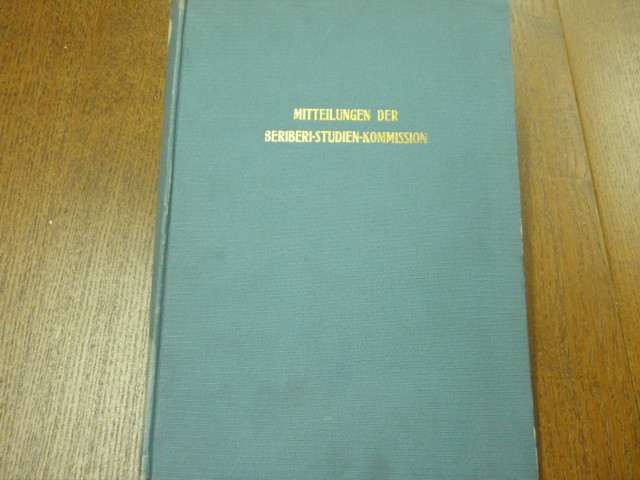 MITTEILUNGEN DER
BERIBERI-STUDIEN-KOMMISSION